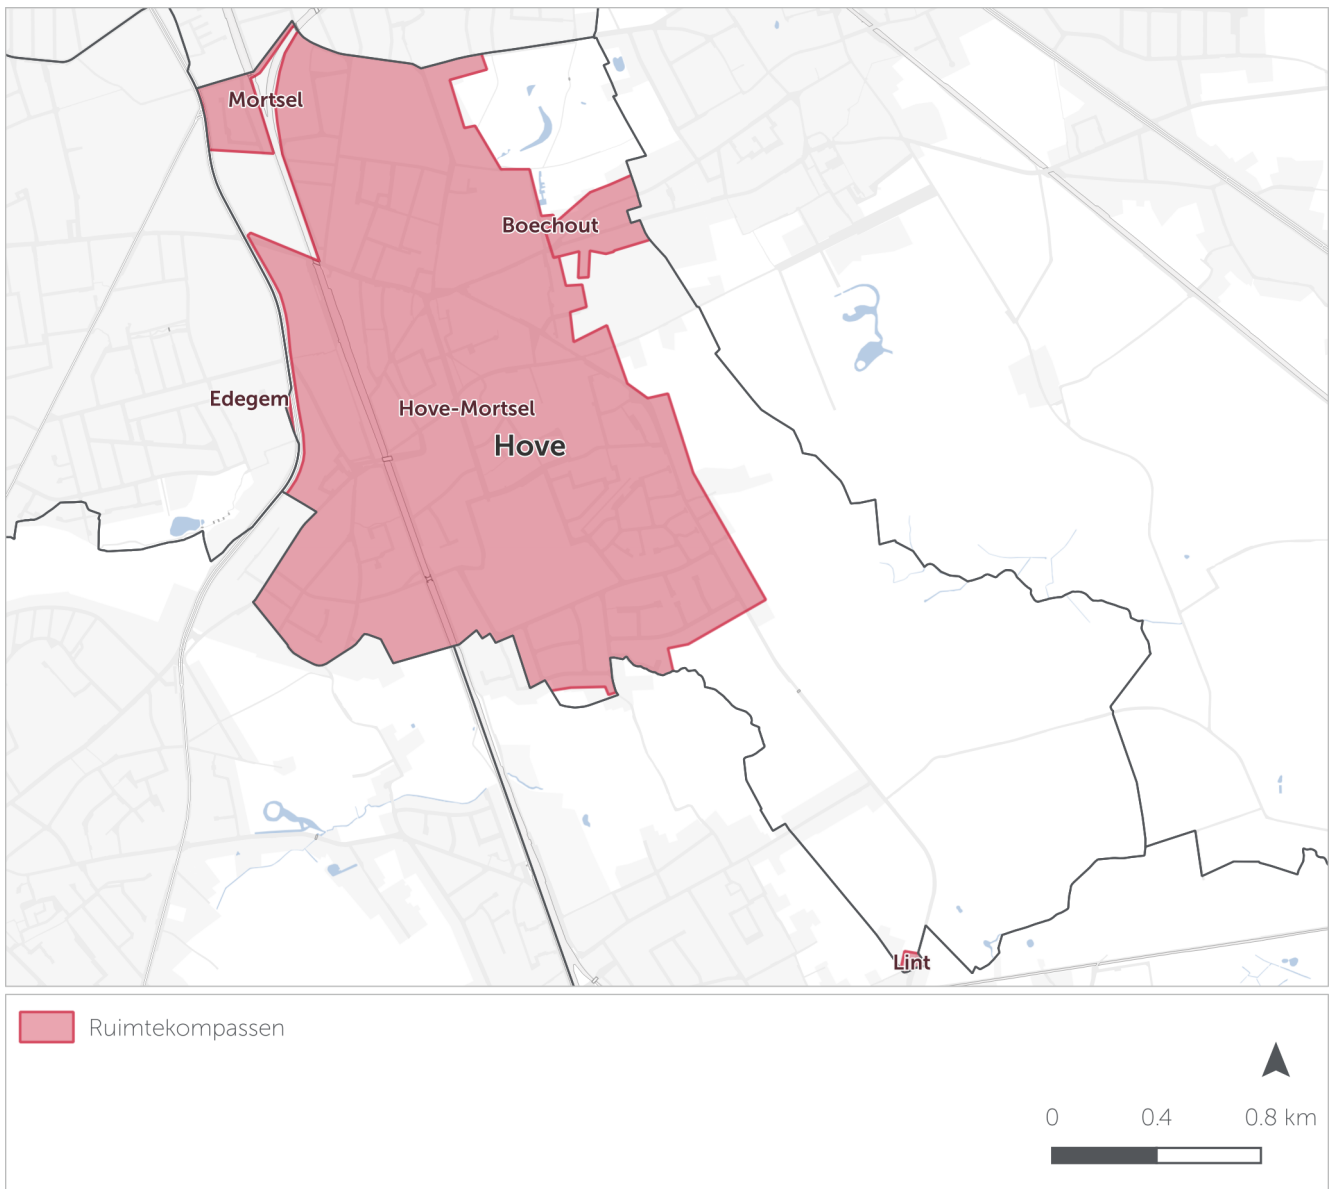 Mortsel
Boechout
Edegem
Hove-Mortsel
Hove
Lint
Ruimtekompassen
0 0.4 0.8 km